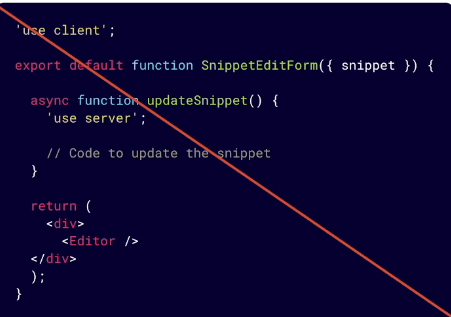 'use client';
export default function SnippetEditForm({ snippet }) {
async function updateSnippet() {
'use server';
// Code to update the snippet
}
return (
<div>
<Editor />
</div>
);
}